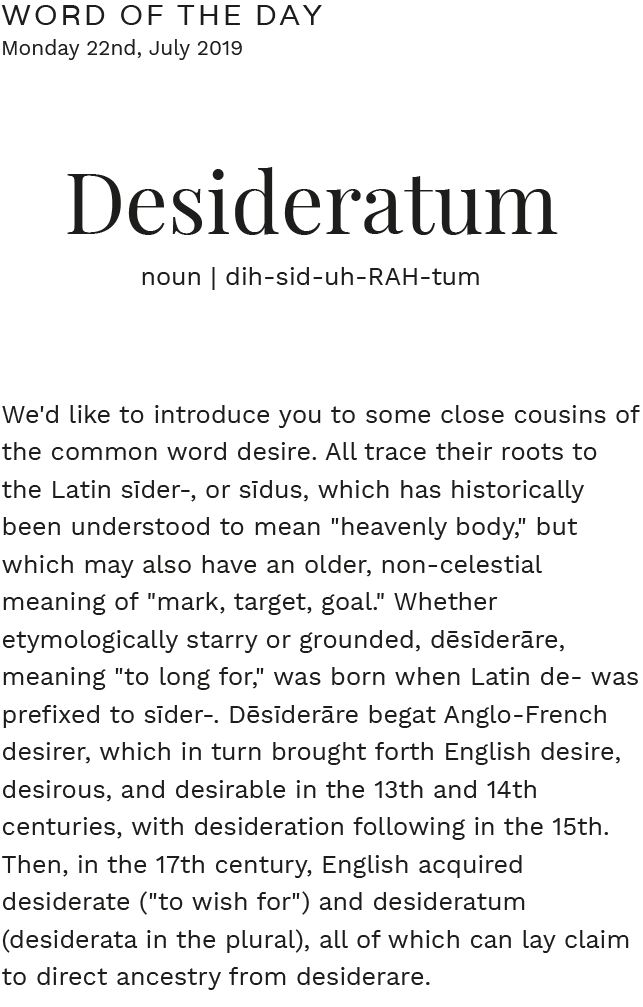 WORD OF THE DAY
Monday 22nd, July 2019
Desideratum
noun | dih-sid-uh-RAH-tum
We'd like to introduce you to some close cousins of
the common word desire. All trace their roots to
the Latin sīder-, or sīdus, which has historically
been understood to mean "heavenly body," but
which may also have an older, non-celestial
meaning of "mark, target, goal." Whether
etymologically starry or grounded, dēsīderāre,
meaning "to long for," was born when Latin de- was
prefixed to sīder-. Dēsīderāre begat Anglo-French
desirer, which in turn brought forth English desire,
desirous, and desirable in the 13th and 14th
centuries, with desideration following in the 15th.
Then, in the 17th century, English acquired
desiderate ("to wish for") and desideratum
(desiderata in the plural), all of which can lay claim
to direct ancestry from desiderare.